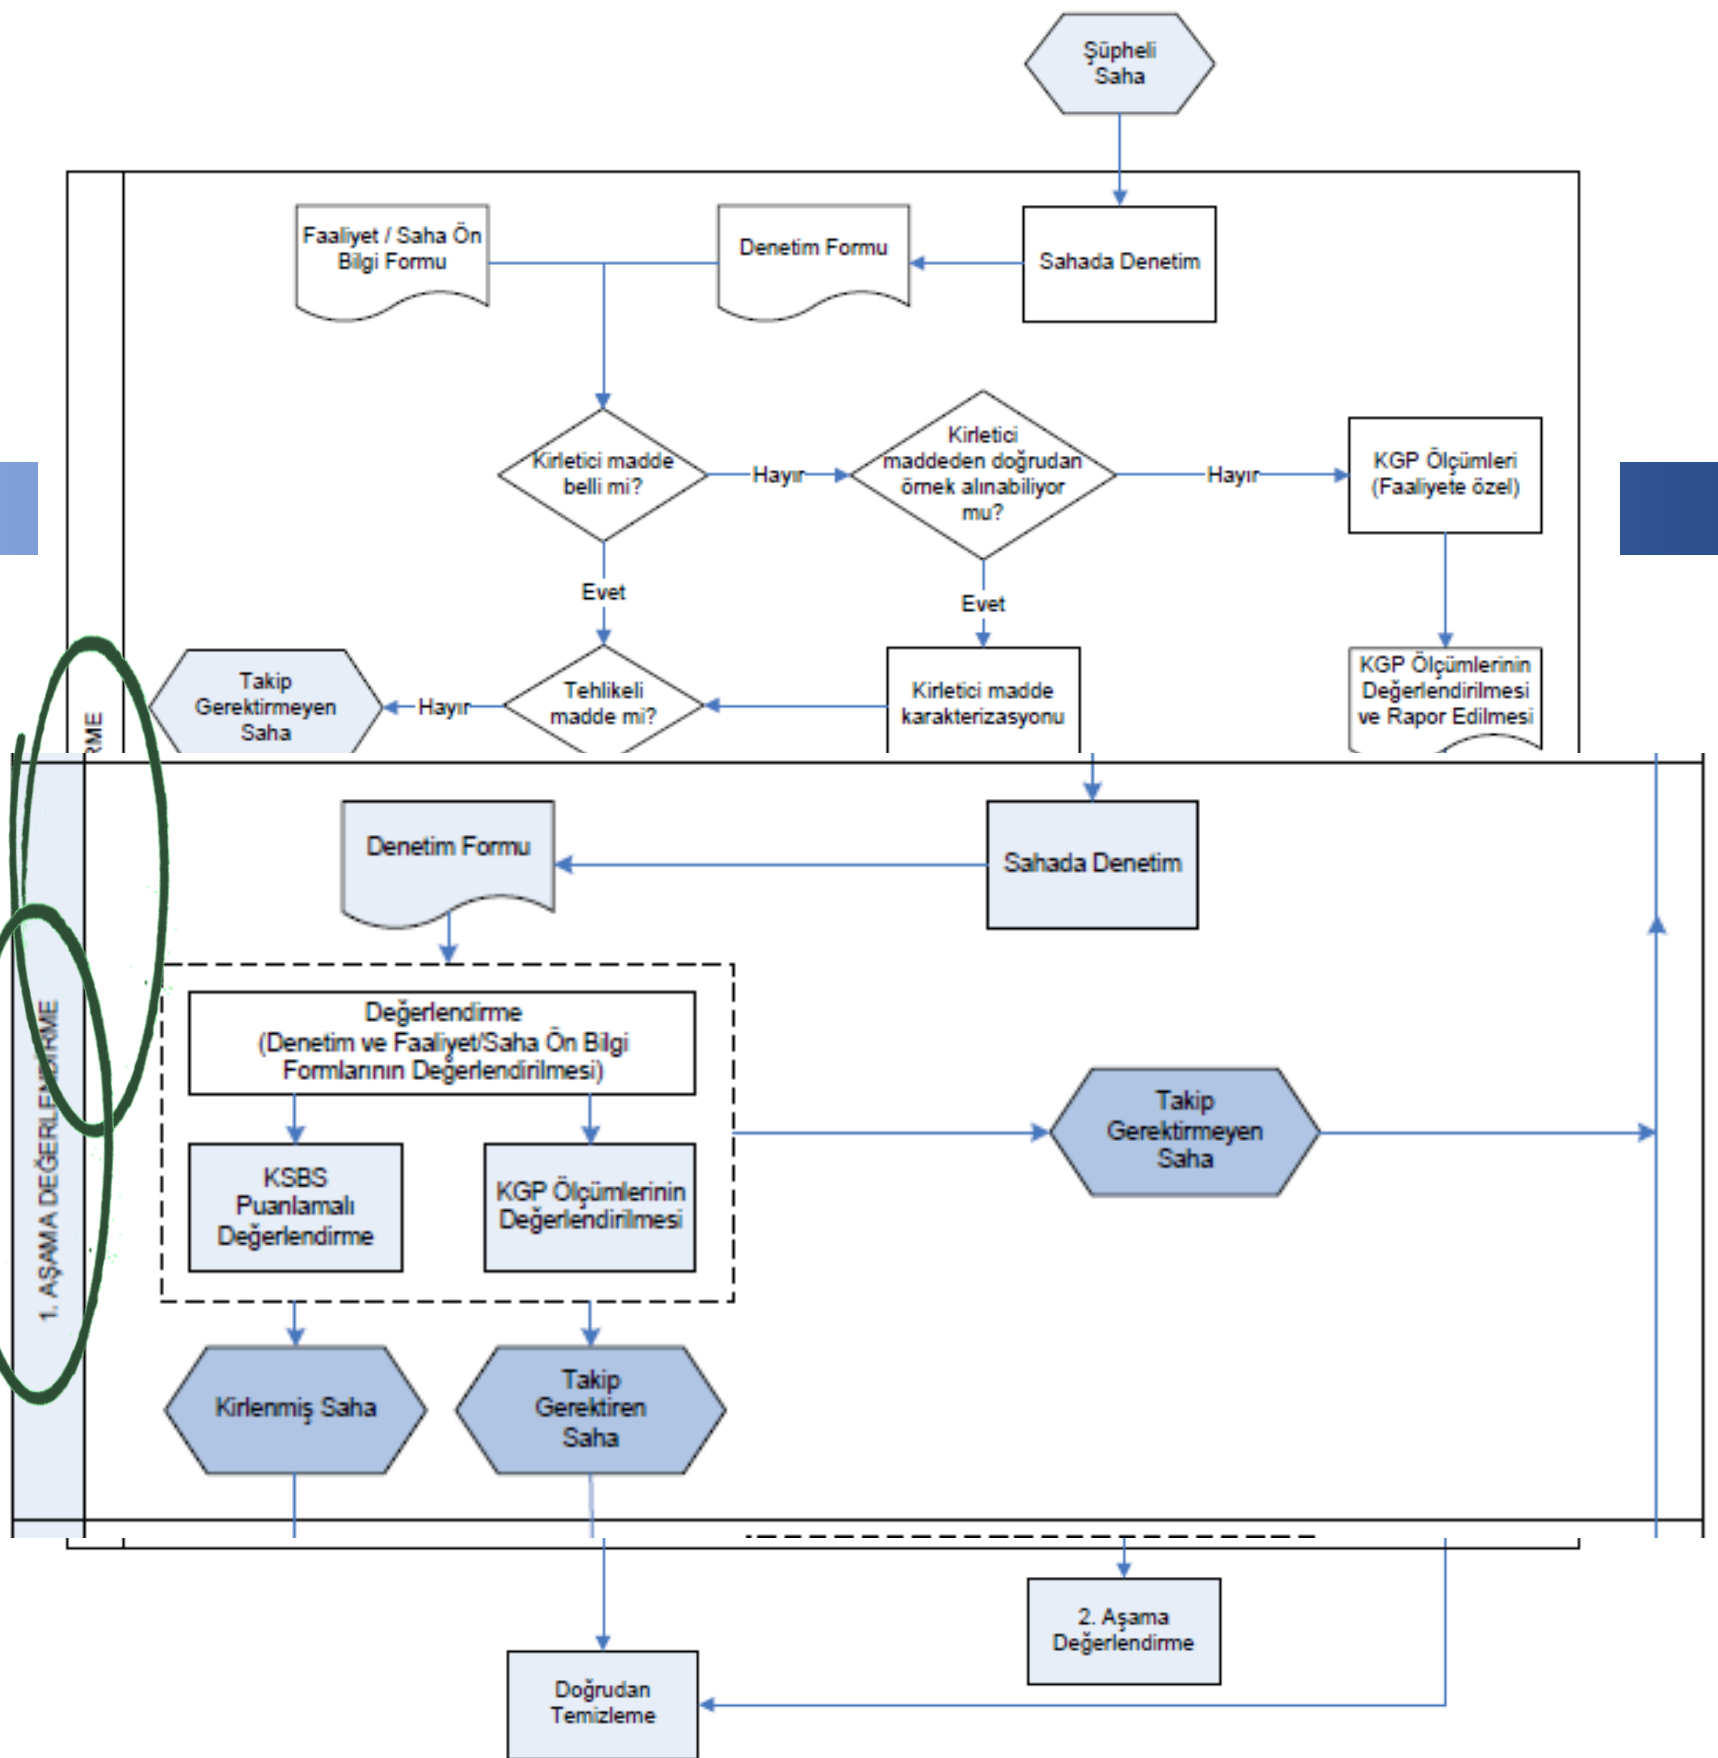 Şüpheli
Saha
Faaliyet / Saha Ön
Bilgi Formu
Denetim Formu
Sahada Denetim
Kirletici madde
belli mi?
Hayır
Kirletici
maddeden doğrudan
örnek alınabiliyor
mu?
Hayır
KGP Ölçümleri
(Faaliyete özel)
Evet
Evet
Takip
Gerektirmeyen
Saha
Hayır
Tehlikeli
madde mi?
Kirletici madde
karakterizasyonu
KGP Ölçümlerinin
Değerlendirilmesi
ve Rapor Edilmesi
RME
1. AŞAMA DEĞERLENDİRME
Denetim Formu
Sahada Denetim
Değerlendirme
(Denetim ve Faaliyet/Saha Ön Bilgi
Formlarının Değerlendirilmesi)
KSBS
Puanlamalı
Değerlendirme
KGP Ölçümlerinin
Değerlendirilmesi
Takip
Gerektirmeyen
Saha
Kirlenmiş Saha
Takip
Gerektiren
Saha
2. Aşama
Değerlendirme
Doğrudan
Temizleme